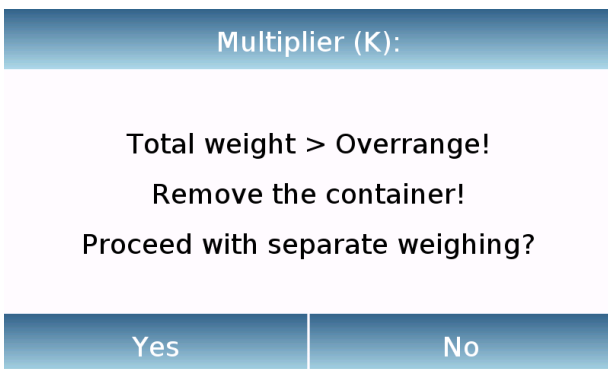 Multiplier (K):
Total weight > Overrange!
Remove the container!
Proceed with separate weighing?
Yes
No